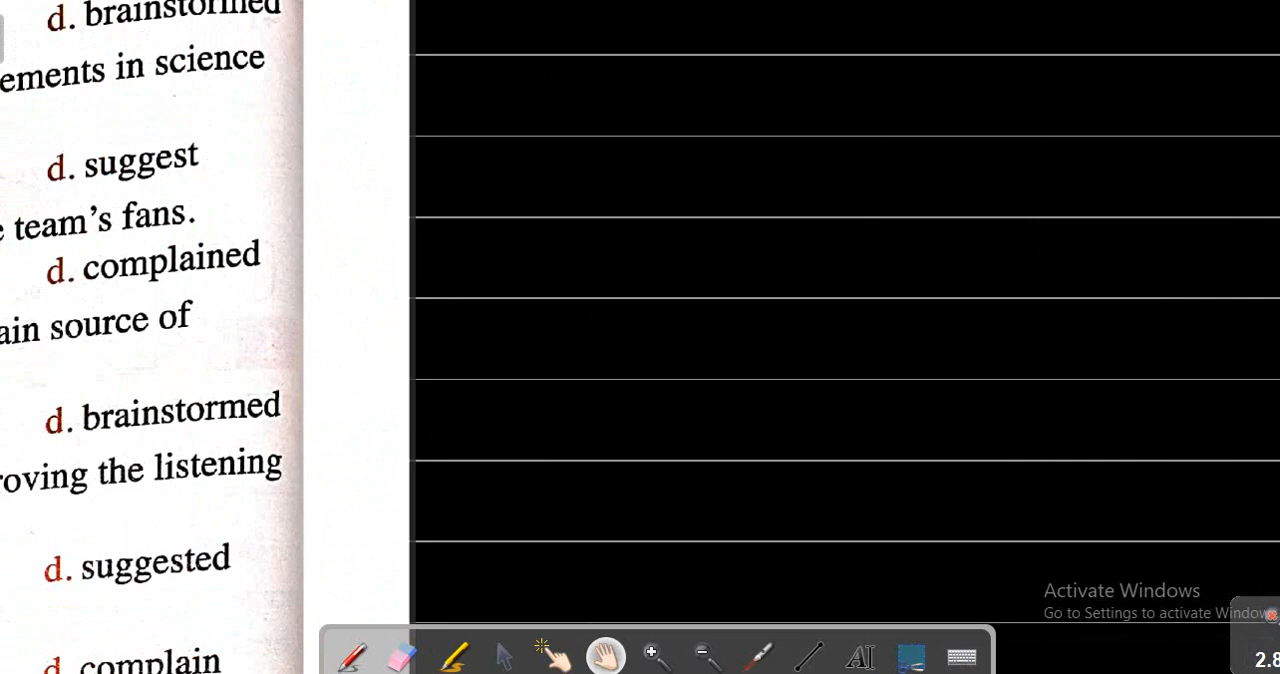 d. brainstormed
ements in science
d. suggest
team's fans.
d. complained
ain source of
d. brainstormed
roving the listening
d. suggested
d. complain
Activate Windows
Go to Settings to activate Windows
AI
2.8